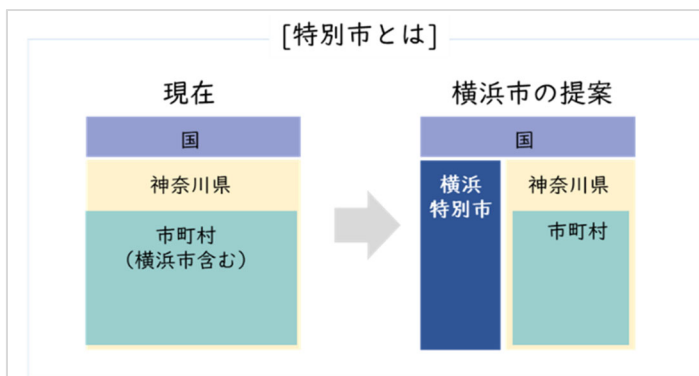 [特別市とは]
現在
国
神奈川県
市町村
（横浜市含む）
横浜市の提案
国
横浜
特別市
神奈川県
市町村